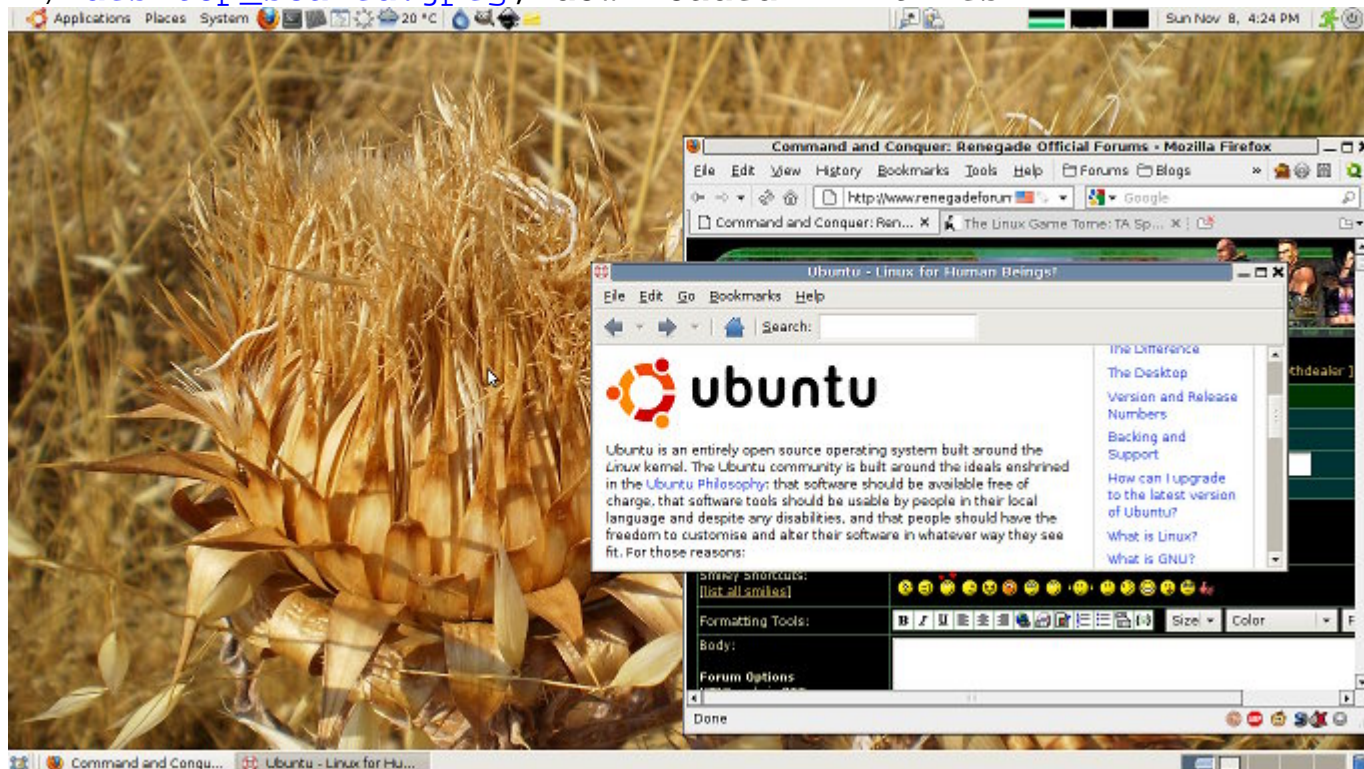 Applications Places System 20 °C Sun Nov 8, 4:24 PM
Command and Conquer: Renegade Official Forums - Mozilla Firefox
File Edit View History Bookmarks Tools Help Forums Blogs »
http://www.renegadeforum Google
Command and Conquer: Ren... The Linux Game Tome: TA Sp...
Ubuntu - Linux for Human Beings!
File Edit Go Bookmarks Help
Search:
ubuntu
Ubuntu is an entirely open source operating system built around the
Linux kernel. The Ubuntu community is built around the ideals enshrined
in the Ubuntu Philosophy: that software should be available free of
charge, that software tools should be usable by people in their local
language and despite any disabilities, and that people should have the
freedom to customise and alter their software in whatever way they see
fit. For those reasons:
The Difference
The Desktop
Version and Release
Numbers
Backing and
Support
How can I upgrade
to the latest version
of Ubuntu?
What is Linux?
What is GNU?
thdealer ]
Smiley Shortcuts:
[list all smilies]
Formatting Tools: B I U Size Color F
Body:
Forum Options
Done
Command and Conqu... Ubuntu - Linux for Hu...